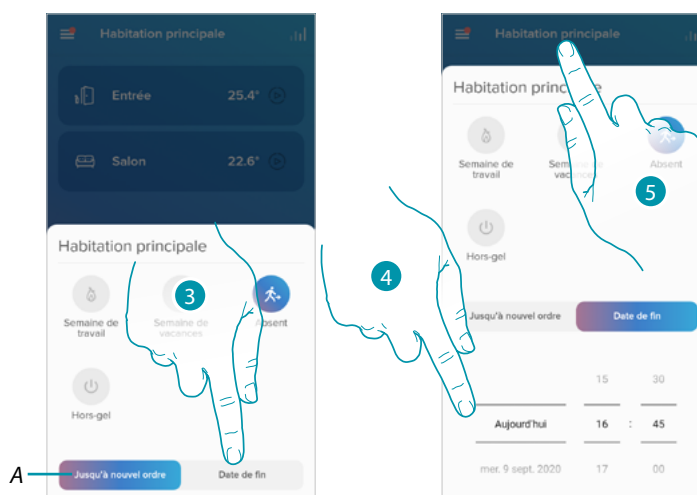 Habitation principale
Entrée 25.4°
Salon 22.6°
Habitation principale
3
Semaine de
travail
Semaine de
vacances
Absent
Hors-gel
A
Jusqu'à nouvel ordre
Date de fin
4
Habitation principale
Habitation princ
Semaine de
travail
Absent
5
Hors-gel
Jusqu'à nouvel ordre
Date de fin
15 30
Aujourd'hui 16 : 45
mer. 9 sept. 2020 17 00